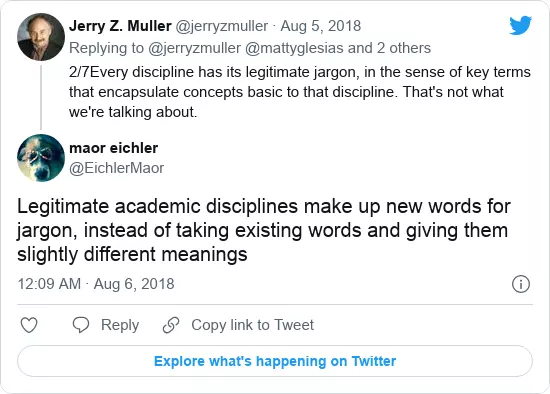 Jerry Z. Muller @jerryzmuller · Aug 5, 2018
Replying to @jerryzmuller @mattyglesias and 2 others
2/7Every discipline has its legitimate jargon, in the sense of key terms
that encapsulate concepts basic to that discipline. That's not what
we're talking about.
maor eichler
@EichlerMaor
Legitimate academic disciplines make up new words for
jargon, instead of taking existing words and giving them
slightly different meanings
12:09 AM · Aug 6, 2018
Reply Copy link to Tweet
Explore what's happening on Twitter